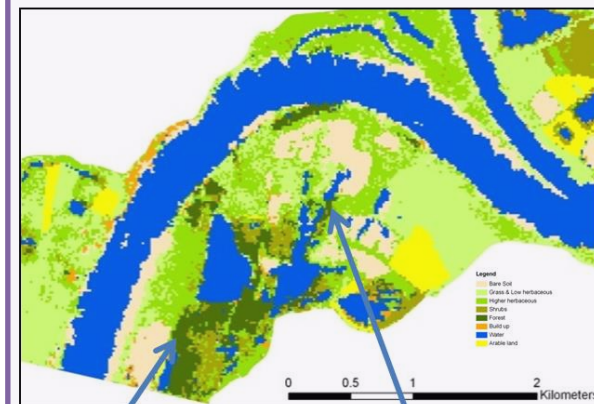 Legend
Bare Soil
Grass & Low herbaceous
Higher herbaceous
Shrubs
Forest
Build up
Water
Arable land
0 0.5 1 2
Kilometers